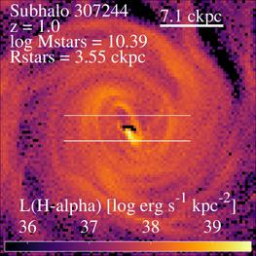 Subhalo 307244
7.1 ckpc
z = 1.0
log Mstars = 10.39
Rstars = 3.55 ckpc
L(H-alpha) [log erg s⁻¹ kpc⁻²]
36 37 38 39